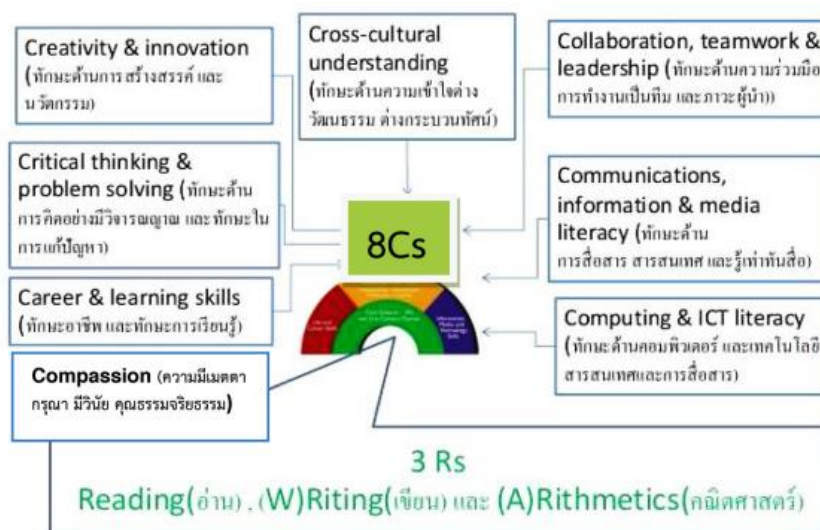 Creativity & innovation
(ทักษะด้านการ สร้างสรรค์ และ
นวัตกรรม)
Cross-cultural
understanding
(ทักษะด้านความเข้าใจต่าง
วัฒนธรรม ต่างกระบวนทัศน์)
Collaboration, teamwork &
leadership (ทักษะด้านความร่วมมือ
การทำงานเป็นทีม และภาวะผู้นำ))
Critical thinking &
problem solving (ทักษะด้าน
การคิดอย่างมีวิจารณญาณ และทักษะใน
การแก้ปัญหา)
8Cs
Communications,
information & media
literacy (ทักษะด้าน
การสื่อสาร สารสนเทศ และรู้เท่าทันสื่อ)
Career & learning skills
(ทักษะอาชีพ และทักษะการเรียนรู้)
Computing & ICT literacy
(ทักษะด้านคอมพิวเตอร์ และเทคโนโลยี
สารสนเทศและการสื่อสาร)
Compassion (ความมีเมตตา
กรุณา มีวินัย คุณธรรมจริยธรรม)
3 Rs
Reading(อ่าน) , (W)Riting(เขียน) และ (A)Rithmetics(คณิตศาสตร์)